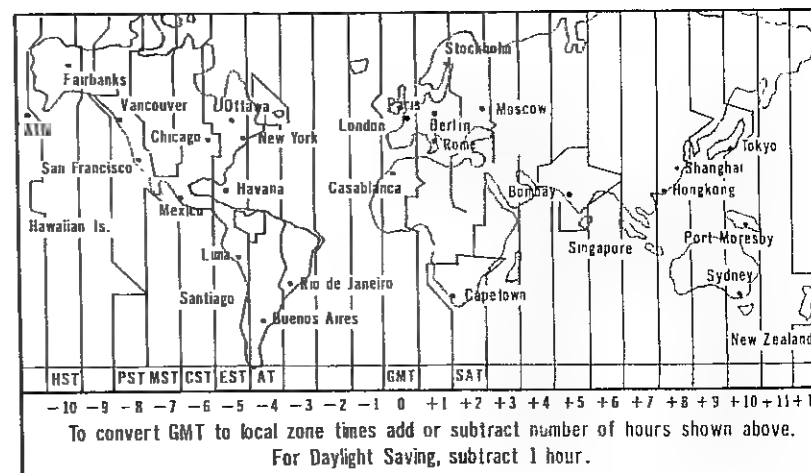 Stockholm
Fairbanks
Vancouver
Ottawa
Paris
Moscow
London
Berlin
Chicago
New York
Rome
Tokyo
San Francisco
Shanghai
Havana
Casablanca
Bombay
Hongkong
Mexico
Hawaiian Is.
Singapore
Port Moresby
Rio de Janeiro
Sydney
Santiago
Capetown
Buenos Aires
New Zealand
HST PST MST CST EST AT GMT SAT
-10 -9 -8 -7 -6 -5 -4 -3 -2 -1 0 +1 +2 +3 +4 +5 +6 +7 +8 +9 +10 +11
To convert GMT to local zone times add or subtract number of hours shown above.
For Daylight Saving, subtract 1 hour.